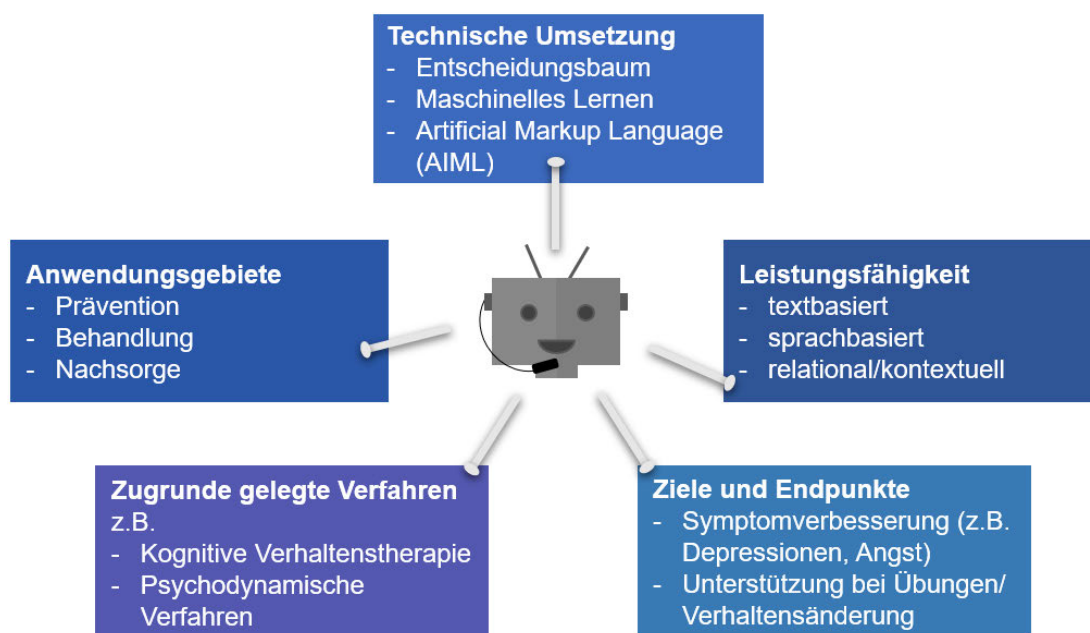 Technische Umsetzung
- Entscheidungsbaum
- Maschinelles Lernen
- Artificial Markup Language
(AIML)
Anwendungsgebiete
- Prävention
- Behandlung
- Nachsorge
Leistungsfähigkeit
- textbasiert
- sprachbasiert
- relational/kontextuell
Zugrunde gelegte Verfahren
z.B.
- Kognitive Verhaltenstherapie
- Psychodynamische
Verfahren
Ziele und Endpunkte
- Symptomverbesserung (z.B.
Depressionen, Angst)
- Unterstützung bei Übungen/
Verhaltensänderung